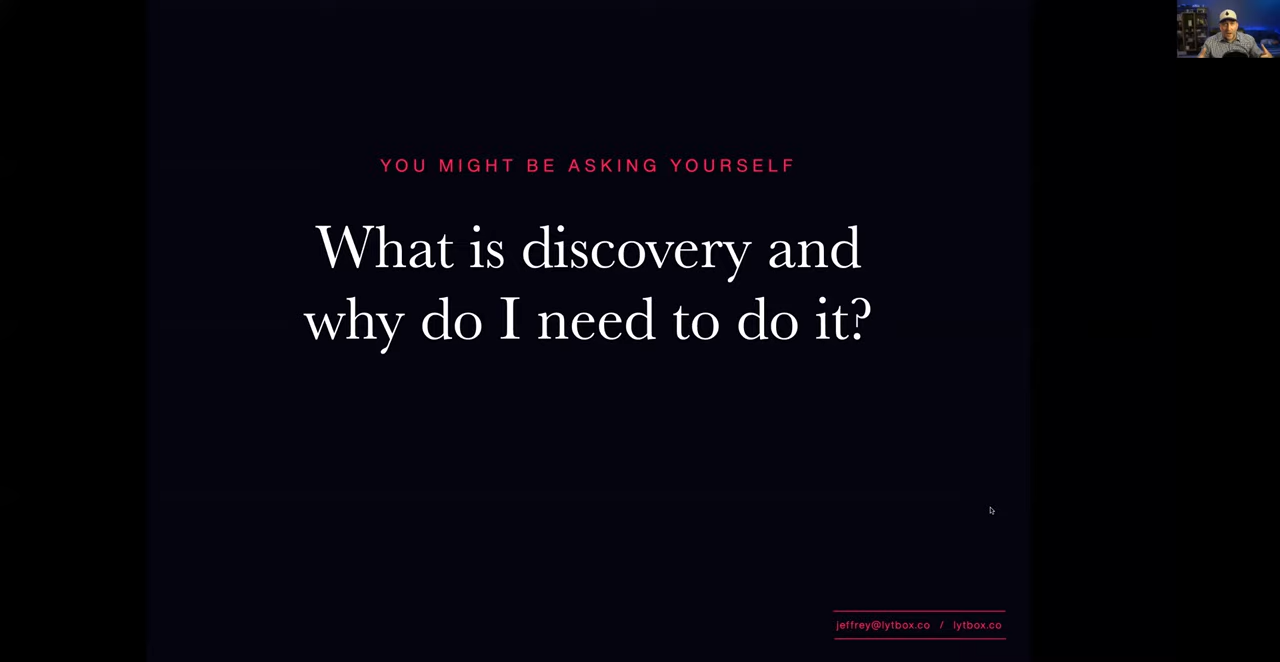 YOU MIGHT BE ASKING YOURSELF
What is discovery and
why do I need to do it?
jeffrey@lytbox.co / lytbox.co